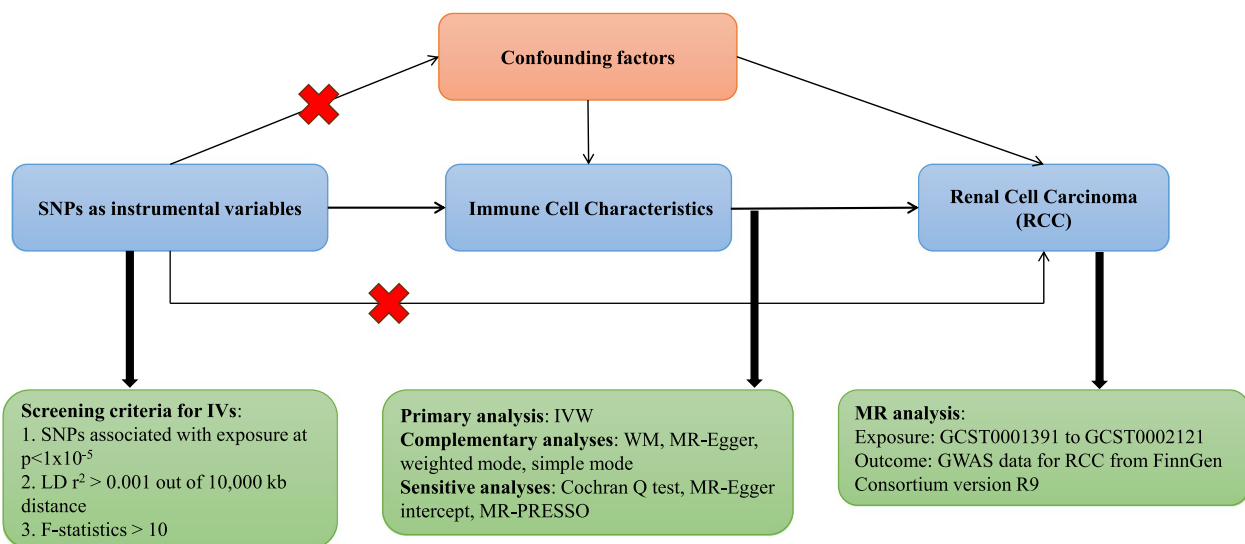 Confounding factors
SNPs as instrumental variables
Immune Cell Characteristics
Renal Cell Carcinoma
(RCC)
Screening criteria for IVs:
1. SNPs associated with exposure at
p<1x10⁻⁵
2. LD r² > 0.001 out of 10,000 kb
distance
3. F-statistics > 10
Primary analysis: IVW
Complementary analyses: WM, MR-Egger,
weighted mode, simple mode
Sensitive analyses: Cochran Q test, MR-Egger
intercept, MR-PRESSO
MR analysis:
Exposure: GCST0001391 to GCST0002121
Outcome: GWAS data for RCC from FinnGen
Consortium version R9